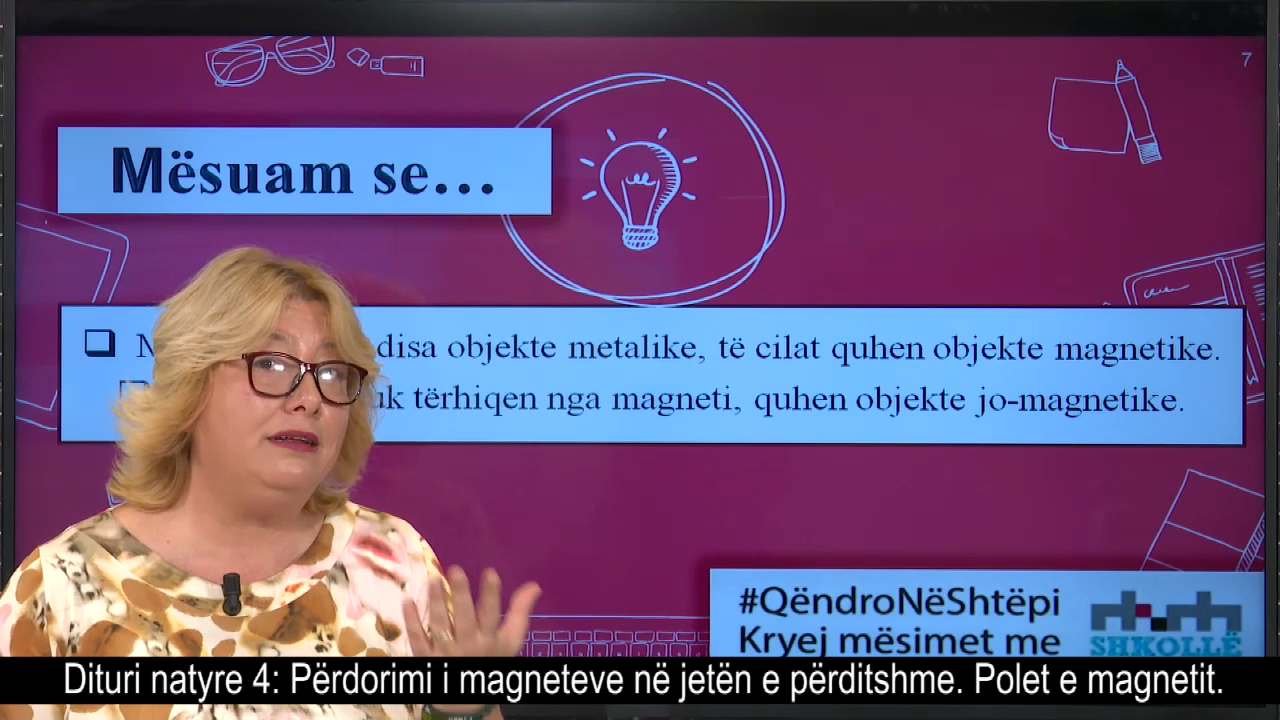 7
Mësuam se...
disa objekte metalike, të cilat quhen objekte magnetike.
tërhiqen nga magneti, quhen objekte jo-magnetike.
#QëndroNëShtëpi
Kryej mësimet me
SHKOLLË
Dituri natyre 4: Përdorimi i magneteve në jetën e përditshme. Polet e magnetit.